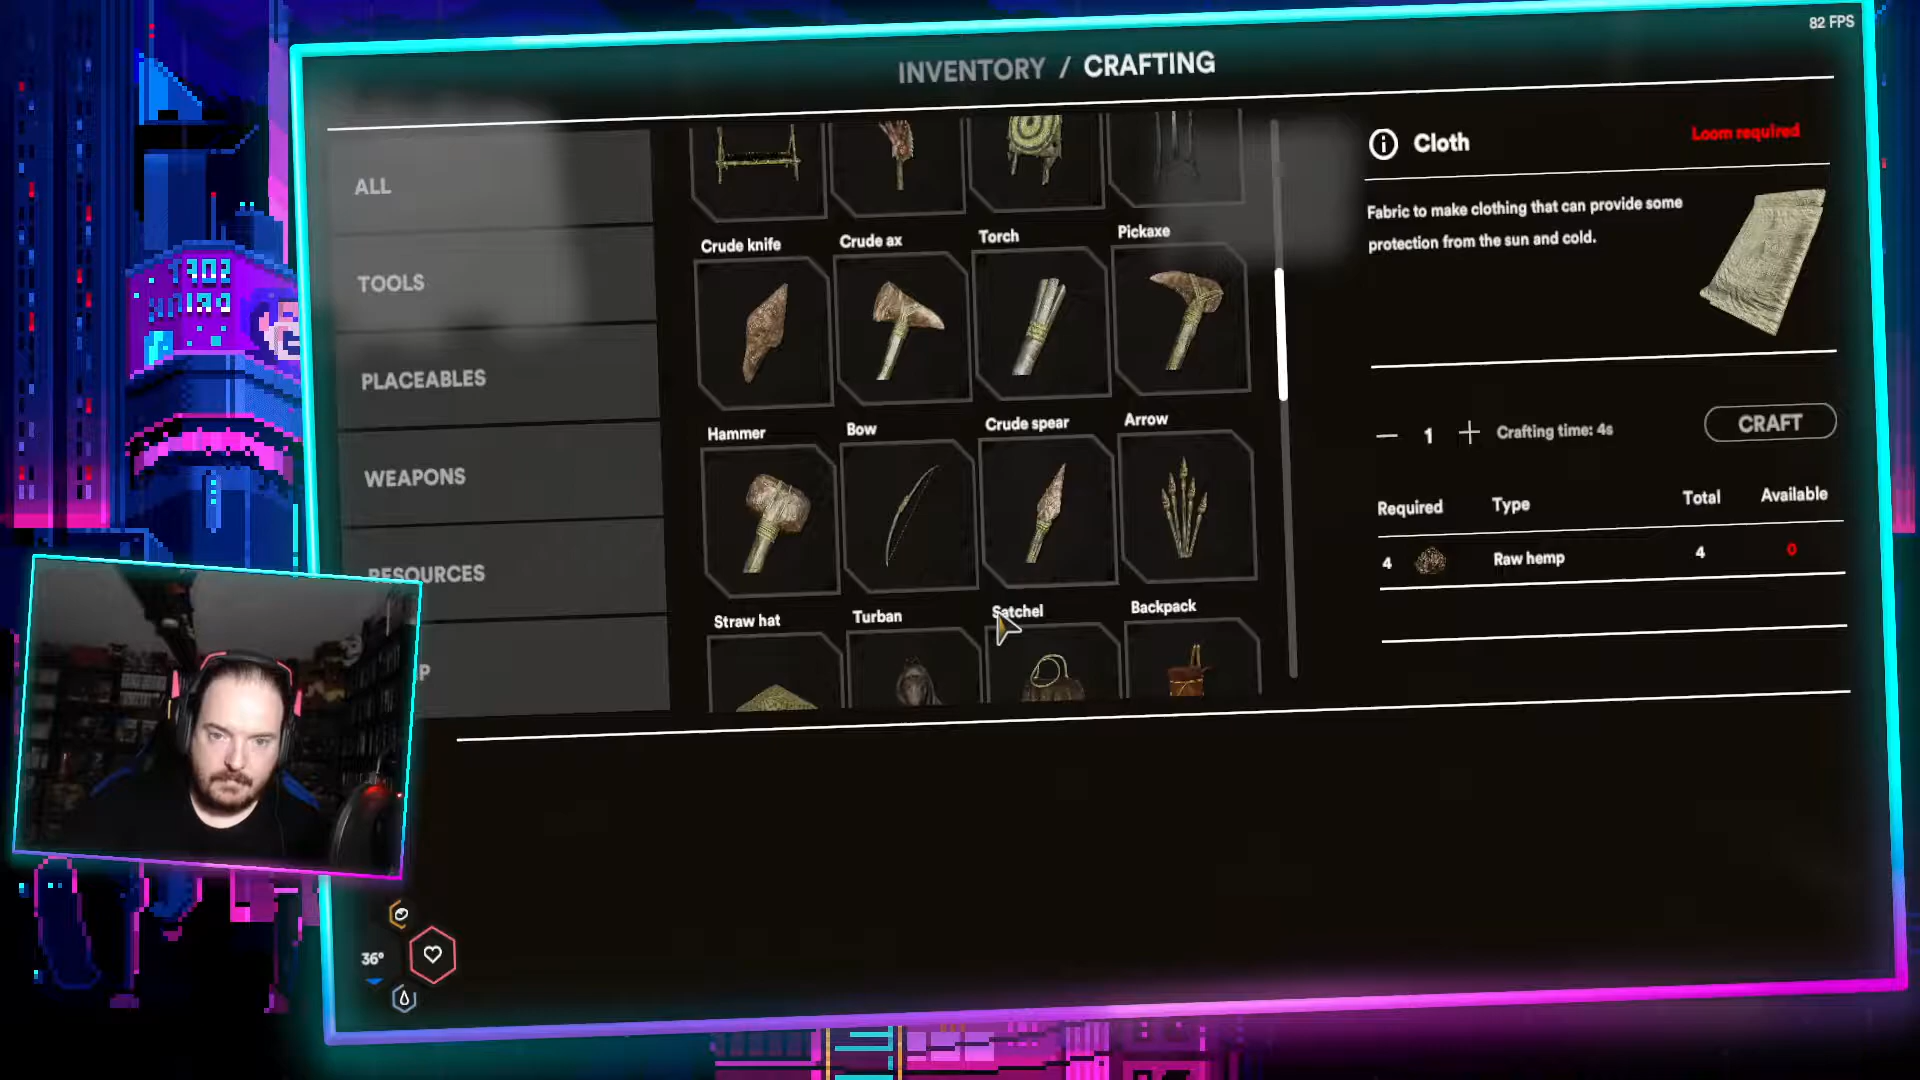 82 FPS
INVENTORY / CRAFTING
ALL
TOOLS
PLACEABLES
WEAPONS
RESOURCES
P
Crude knife
Crude ax
Torch
Pickaxe
Hammer
Bow
Crude spear
Arrow
Straw hat
Turban
Satchel
Backpack
Cloth
Loom required
Fabric to make clothing that can provide some
protection from the sun and cold.
1
Crafting time: 4s
CRAFT
Required Type Total Available
4 Raw hemp 4 0
36°